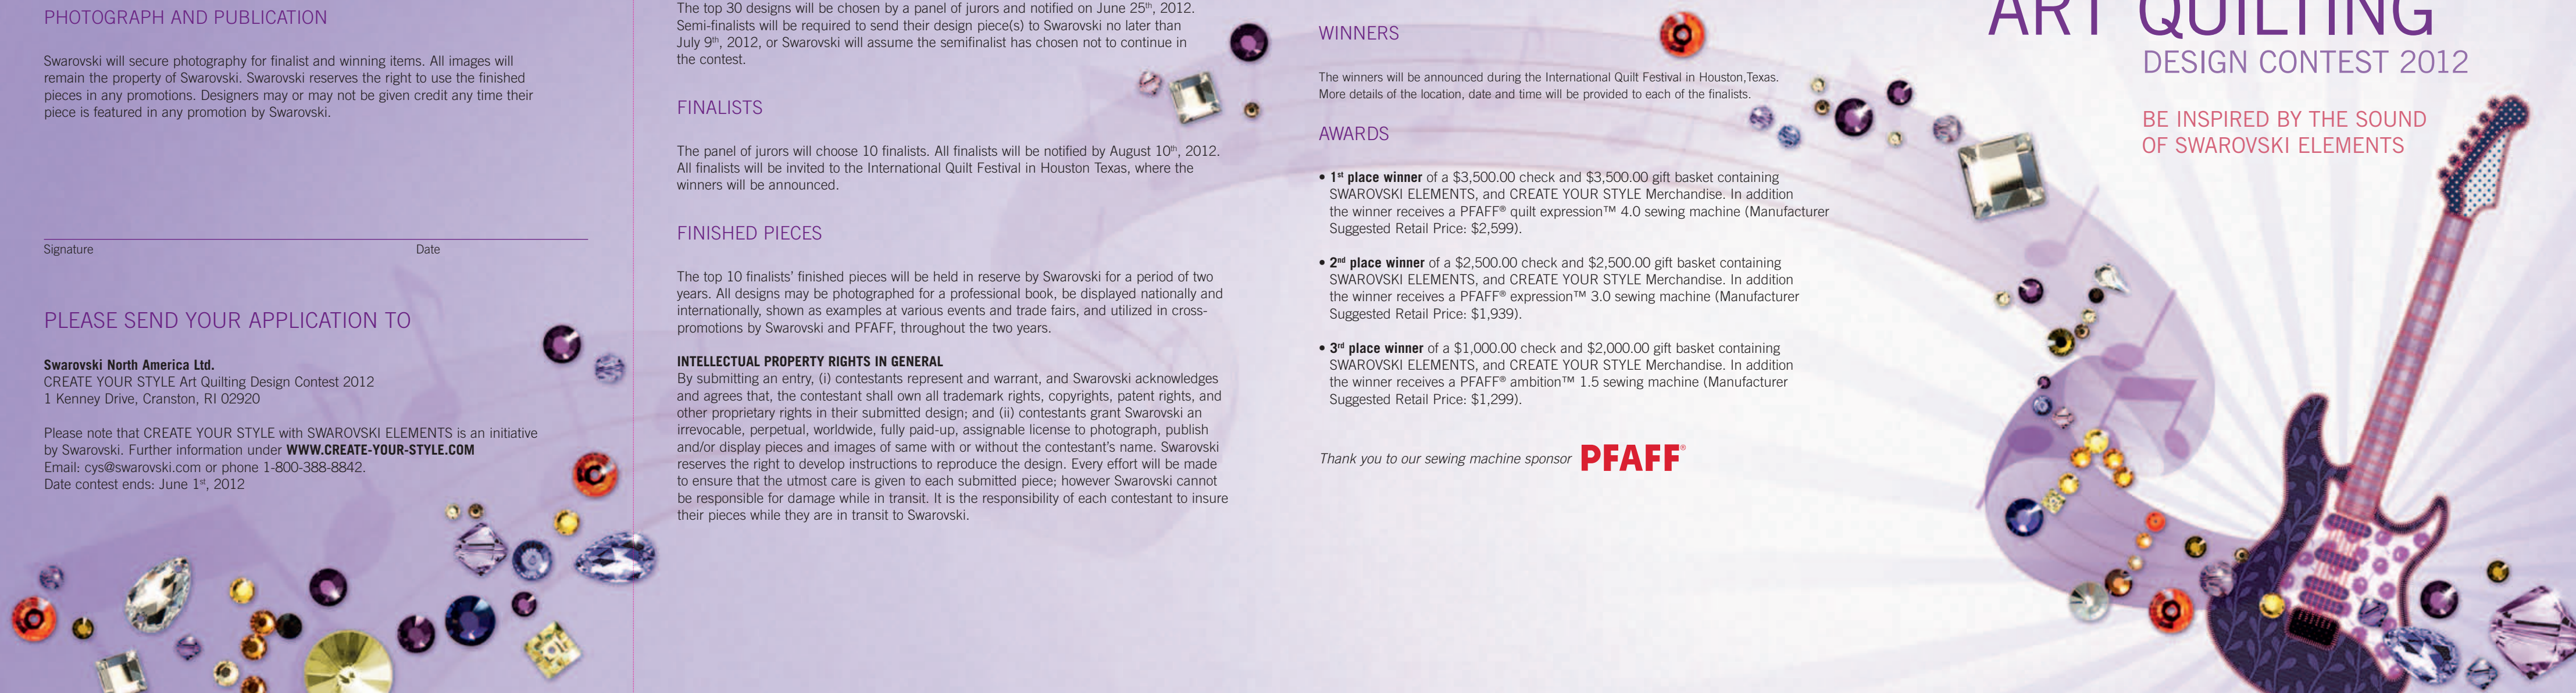 PHOTOGRAPH AND PUBLICATION
Swarovski will secure photography for finalist and winning items. All images will
remain the property of Swarovski. Swarovski reserves the right to use the finished
pieces in any promotions. Designers may or may not be given credit any time their
piece is featured in any promotion by Swarovski.
Signature Date
PLEASE SEND YOUR APPLICATION TO
Swarovski North America Ltd.
CREATE YOUR STYLE Art Quilting Design Contest 2012
1 Kenney Drive, Cranston, RI 02920
Please note that CREATE YOUR STYLE with SWAROVSKI ELEMENTS is an initiative
by Swarovski. Further information under WWW.CREATE-YOUR-STYLE.COM
Email: cys@swarovski.com or phone 1-800-388-8842.
Date contest ends: June 1st, 2012
The top 30 designs will be chosen by a panel of jurors and notified on June 25th, 2012.
Semi-finalists will be required to send their design piece(s) to Swarovski no later than
July 9th, 2012, or Swarovski will assume the semifinalist has chosen not to continue in
the contest.
FINALISTS
The panel of jurors will choose 10 finalists. All finalists will be notified by August 10th, 2012.
All finalists will be invited to the International Quilt Festival in Houston Texas, where the
winners will be announced.
FINISHED PIECES
The top 10 finalists' finished pieces will be held in reserve by Swarovski for a period of two
years. All designs may be photographed for a professional book, be displayed nationally and
internationally, shown as examples at various events and trade fairs, and utilized in cross-
promotions by Swarovski and PFAFF, throughout the two years.
INTELLECTUAL PROPERTY RIGHTS IN GENERAL
By submitting an entry, (i) contestants represent and warrant, and Swarovski acknowledges
and agrees that, the contestant shall own all trademark rights, copyrights, patent rights, and
other proprietary rights in their submitted design; and (ii) contestants grant Swarovski an
irrevocable, perpetual, worldwide, fully paid-up, assignable license to photograph, publish
and/or display pieces and images of same with or without the contestant's name. Swarovski
reserves the right to develop instructions to reproduce the design. Every effort will be made
to ensure that the utmost care is given to each submitted piece; however Swarovski cannot
be responsible for damage while in transit. It is the responsibility of each contestant to insure
their pieces while they are in transit to Swarovski.
WINNERS
The winners will be announced during the International Quilt Festival in Houston,Texas.
More details of the location, date and time will be provided to each of the finalists.
AWARDS
• 1st place winner of a $3,500.00 check and $3,500.00 gift basket containing
SWAROVSKI ELEMENTS, and CREATE YOUR STYLE Merchandise. In addition
the winner receives a PFAFF® quilt expression™ 4.0 sewing machine (Manufacturer
Suggested Retail Price: $2,599).
• 2nd place winner of a $2,500.00 check and $2,500.00 gift basket containing
SWAROVSKI ELEMENTS, and CREATE YOUR STYLE Merchandise. In addition
the winner receives a PFAFF® expression™ 3.0 sewing machine (Manufacturer
Suggested Retail Price: $1,939).
• 3rd place winner of a $1,000.00 check and $2,000.00 gift basket containing
SWAROVSKI ELEMENTS, and CREATE YOUR STYLE Merchandise. In addition
the winner receives a PFAFF® ambition™ 1.5 sewing machine (Manufacturer
Suggested Retail Price: $1,299).
Thank you to our sewing machine sponsor PFAFF®
ART QUILTING
DESIGN CONTEST 2012
BE INSPIRED BY THE SOUND
OF SWAROVSKI ELEMENTS